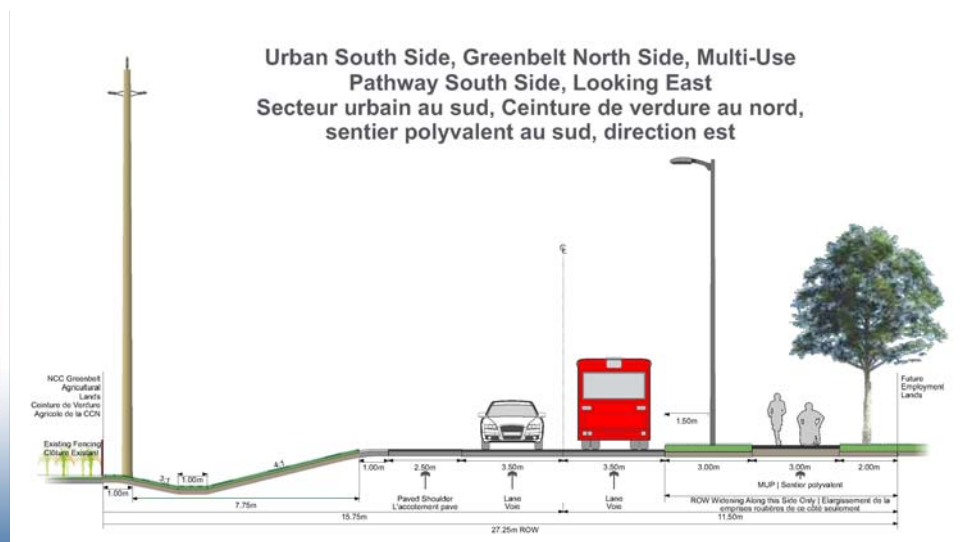 Urban South Side, Greenbelt North Side, Multi-Use
Pathway South Side, Looking East
Secteur urbain au sud, Ceinture de verdure au nord,
sentier polyvalent au sud, direction est
NCC Greenbelt
Agricultural
Lands
Ceinture de Verdure
Agricole de la CCN
Existing Fencing
Clôture Existant
Future
Employment
Lands
1.50m
3:1
1.00m
4:1
1.00m
1.00m
2.50m
3.50m
3.50m
3.00m
3.00m
2.00m
7.75m
Paved Shoulder
L'accotement pavé
Lane
Voie
Lane
Voie
MUP | Sentier polyvalent
ROW Widening Along this Side Only | Elargissement de la
emprises routières de ce côté seulement
15.75m
11.50m
27.25m ROW